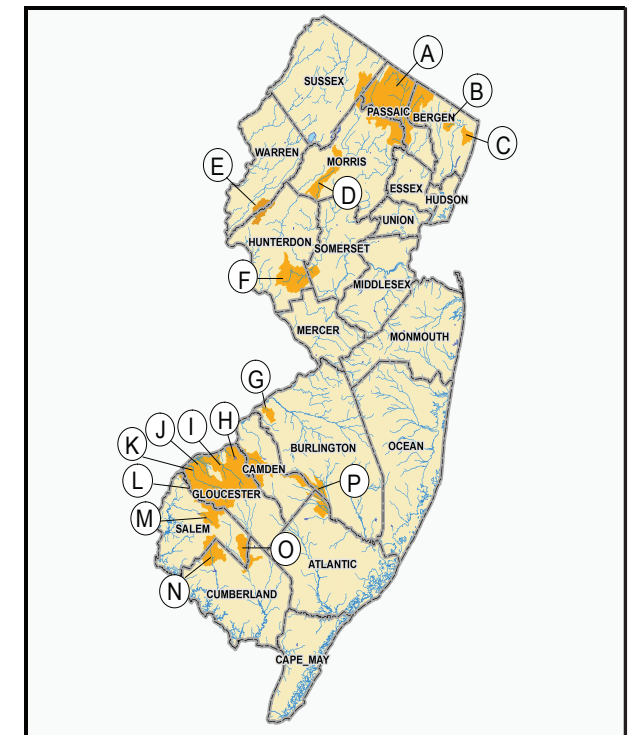 A
SUSSEX
B
PASSAIC
BERGEN
C
WARREN
MORRIS
E
ESSEX
D
HUDSON
UNION
HUNTERDON
SOMERSET
F
MIDDLESEX
MERCER
MONMOUTH
G
H
I
J
K
BURLINGTON
OCEAN
CAMDEN
L
GLOUCESTER
P
M
SALEM
O
ATLANTIC
N
CUMBERLAND
CAPE_MAY